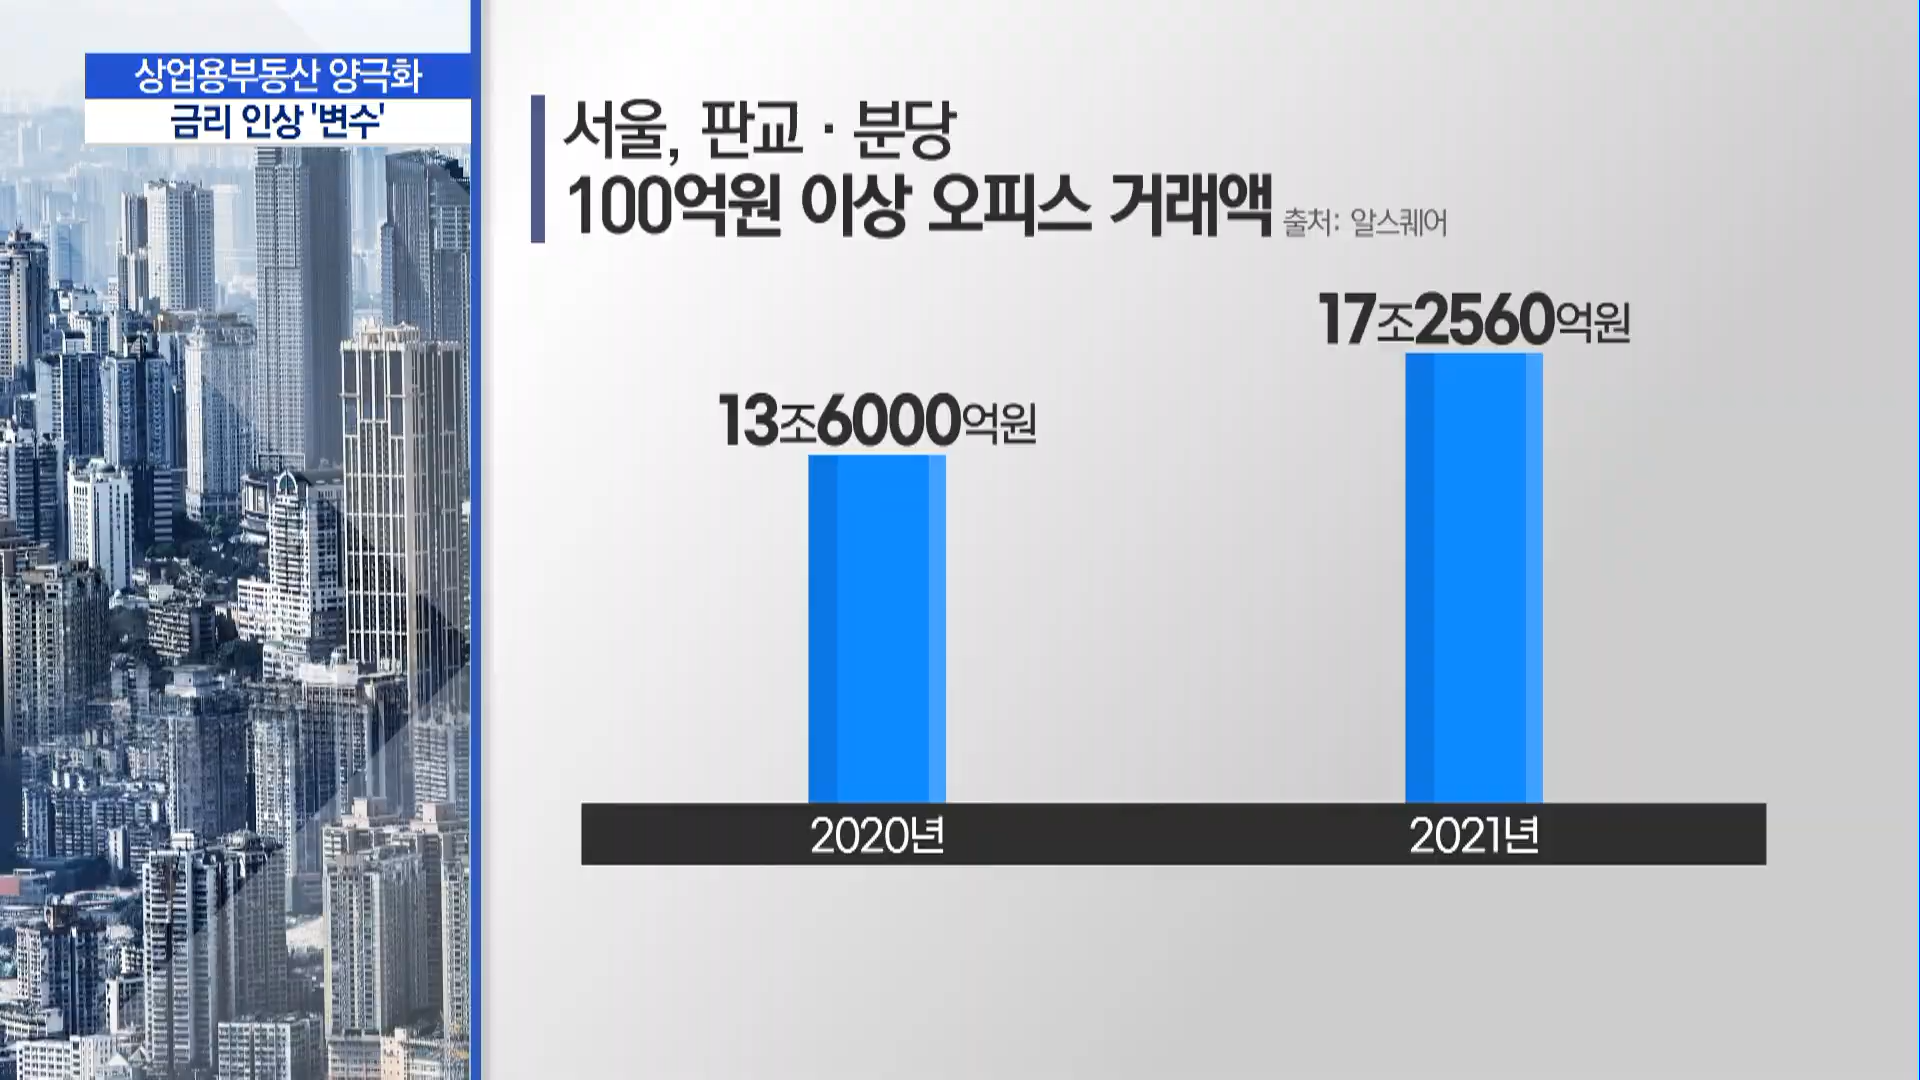 상업용부동산 양극화
금리 인상 '변수'
서울, 판교 · 분당
100억원 이상 오피스 거래액 출처: 알스퀘어
17조2560억원
13조6000억원
2020년 2021년